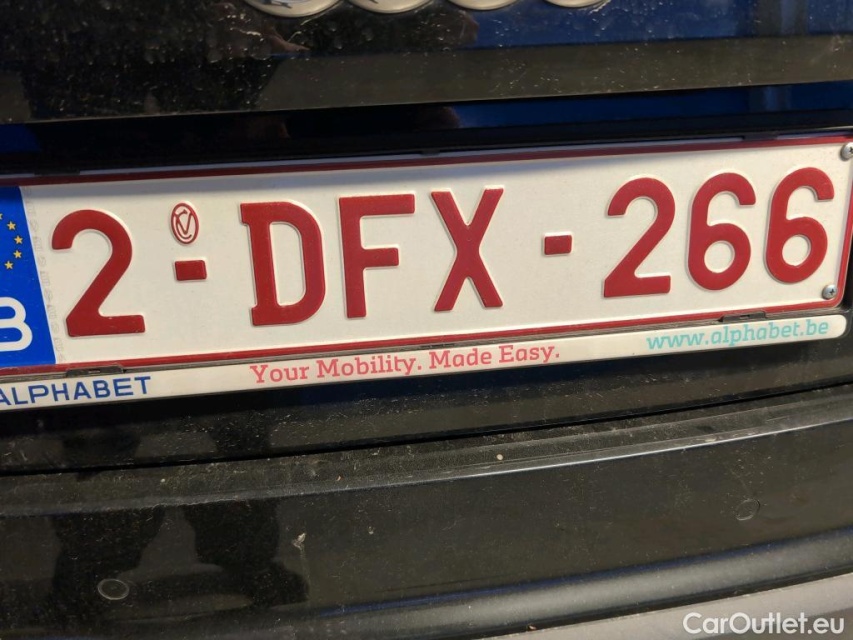 B
2-DFX-266
ALPHABET Your Mobility. Made Easy. www.alphabet.be
CarOutlet.eu